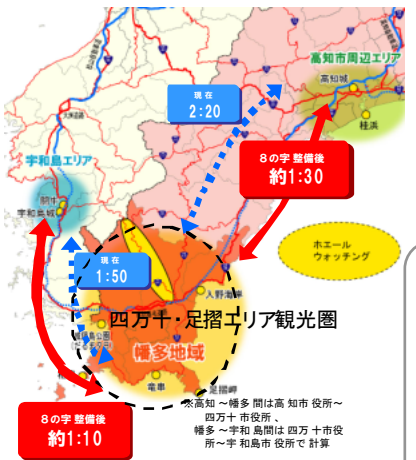 高知市周辺エリア
高知城
桂浜
現在
2:20
8の字 整備後
約1:30
宇和島エリア
闘牛
宇和島城
ホエール
ウォッチング
現在
1:50
入野海岸
四万十・足摺エリア観光圏
幡多地域
竜串
足摺岬
8の字 整備後
約1:10
※高知 ～幡多 間は高 知市 役所～
四万十 市役所 、
幡多 ～宇和 島間は 四万 十市役
所～宇 和島市 役所で 計算